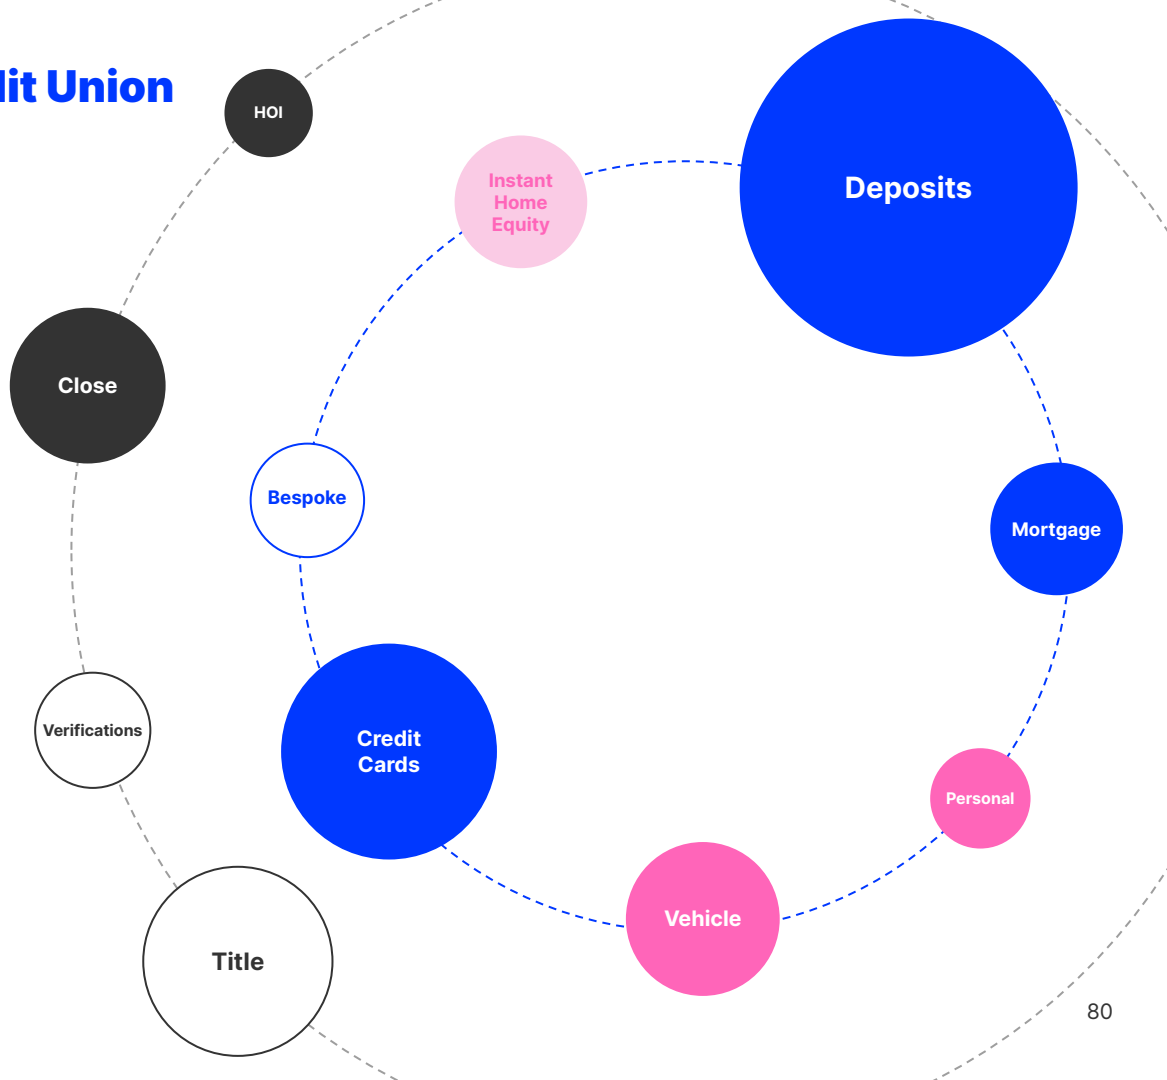 lit Union
HOI
Instant
Home
Equity
Deposits
Close
Bespoke
Mortgage
Verifications
Credit
Cards
Personal
Vehicle
Title
80